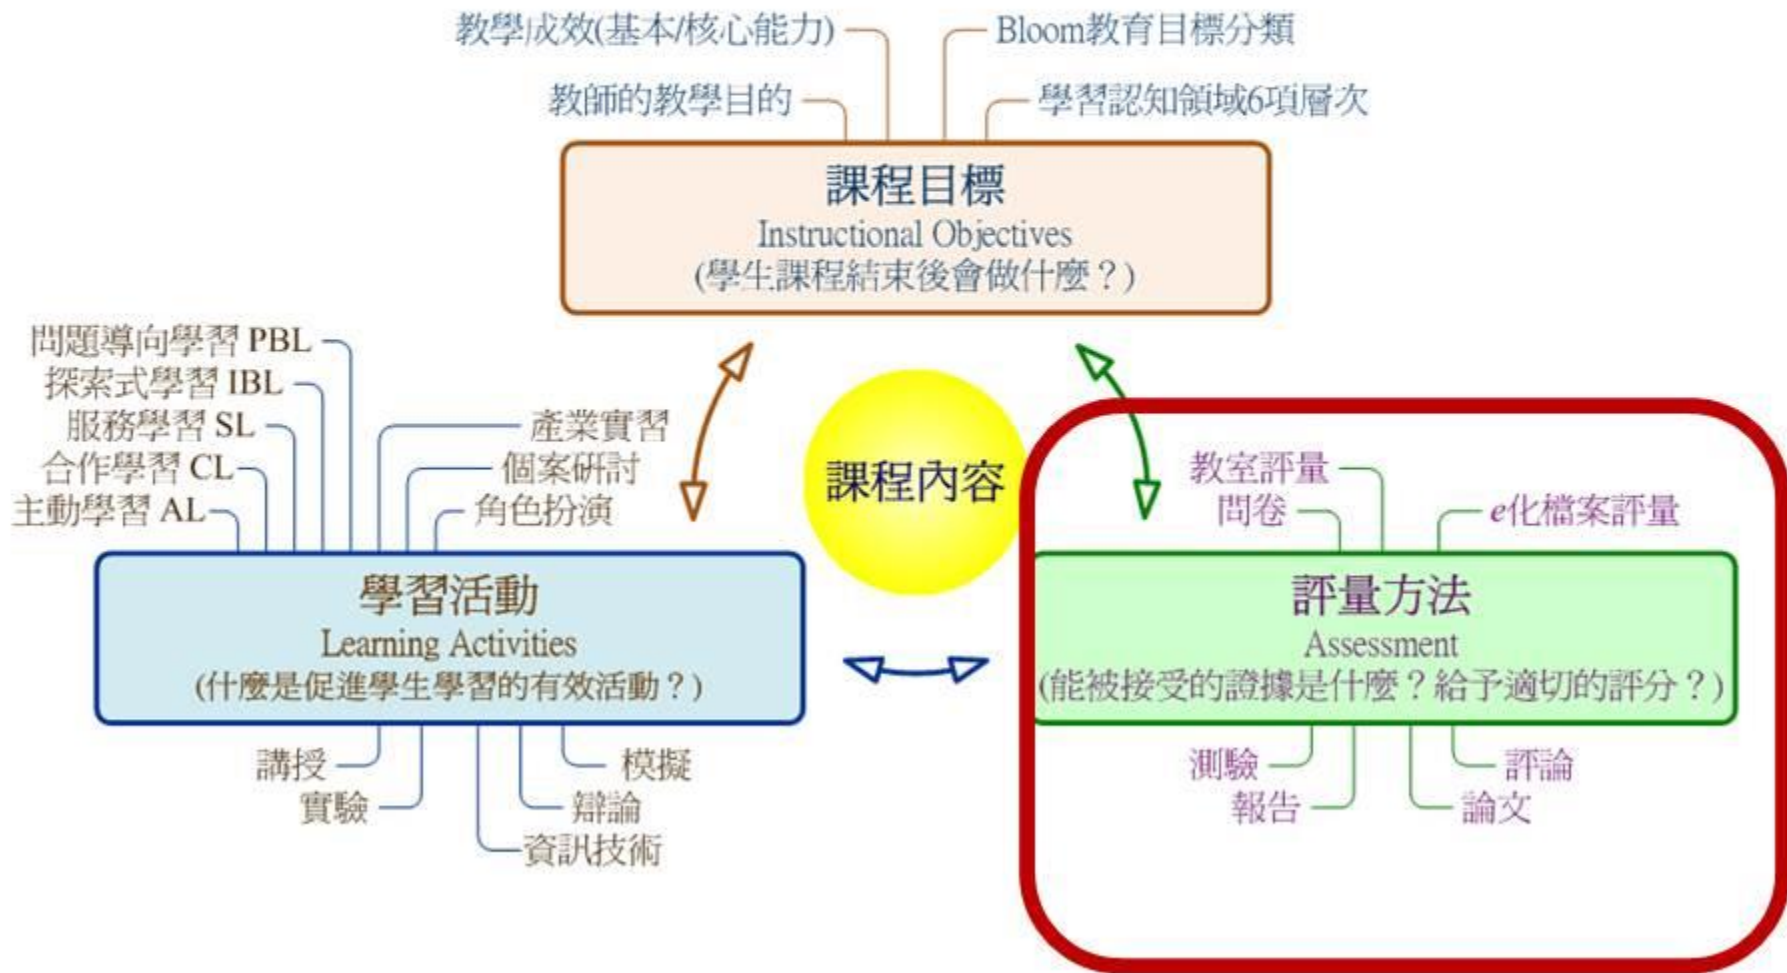 教學成效(基本/核心能力)
Bloom教育目標分類
教師的教學目的
學習認知領域6項層次
課程目標
Instructional Objectives
(學生課程結束後會做什麼？)
問題導向學習 PBL
探索式學習 IBL
服務學習 SL
合作學習 CL
主動學習 AL
產業實習
個案研討
角色扮演
學習活動
Learning Activities
(什麼是促進學生學習的有效活動？)
講授
實驗
模擬
辯論
資訊技術
課程內容
教室評量
問卷
e化檔案評量
評量方法
Assessment
(能被接受的證據是什麼？給予適切的評分？)
測驗
報告
評論
論文